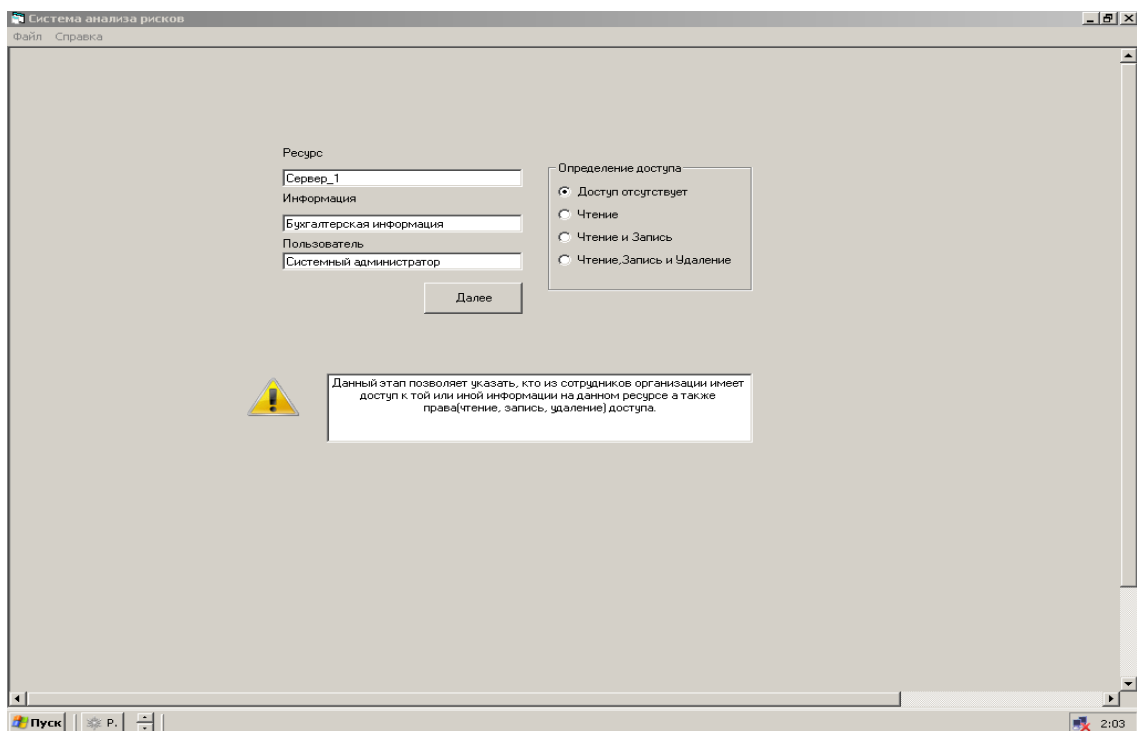 Система анализа рисков
Файл Справка
Ресурс
Сервер_1
Информация
Бухгалтерская информация
Пользователь
Системный администратор
Далее
Определение доступа
Доступ отсутствует
Чтение
Чтение и Запись
Чтение,Запись и Удаление
Данный этап позволяет указать, кто из сотрудников организации имеет
доступ к той или иной информации на данном ресурсе а также
права(чтение, запись, удаление) доступа.
Пуск Р. 2:03